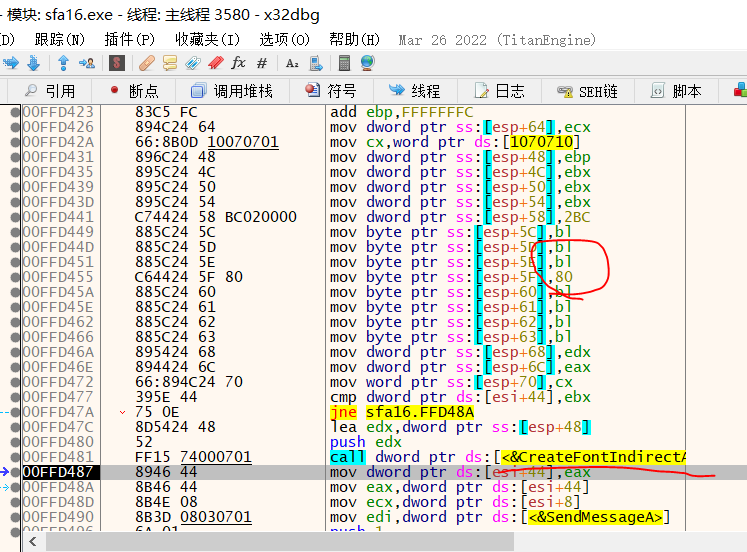 - 模块: sfa16.exe - 线程: 主线程 3580 - x32dbg
(D) 跟踪(N) 插件(P) 收藏夹(I) 选项(O) 帮助(H) Mar 26 2022 (TitanEngine)
引用 断点 调用堆栈 符号 线程 日志 SEH链 脚本
00FFD423 83C5 FC add ebp,FFFFFFFC
00FFD426 894C24 64 mov dword ptr ss:[esp+64],ecx
00FFD42A 66:8B0D 10070701 mov cx,word ptr ds:[1070710]
00FFD431 896C24 48 mov dword ptr ss:[esp+48],ebp
00FFD435 895C24 4C mov dword ptr ss:[esp+4C],ebx
00FFD439 895C24 50 mov dword ptr ss:[esp+50],ebx
00FFD43D 895C24 54 mov dword ptr ss:[esp+54],ebx
00FFD441 C74424 58 BC020000 mov dword ptr ss:[esp+58],2BC
00FFD449 885C24 5C mov byte ptr ss:[esp+5C],bl
00FFD44D 885C24 5D mov byte ptr ss:[esp+5D],bl
00FFD451 885C24 5E mov byte ptr ss:[esp+5E],bl
00FFD455 C64424 5F 80 mov byte ptr ss:[esp+5F],80
00FFD45A 885C24 60 mov byte ptr ss:[esp+60],bl
00FFD45E 885C24 61 mov byte ptr ss:[esp+61],bl
00FFD462 885C24 62 mov byte ptr ss:[esp+62],bl
00FFD466 885C24 63 mov byte ptr ss:[esp+63],bl
00FFD46A 895424 68 mov dword ptr ss:[esp+68],edx
00FFD46E 894424 6C mov dword ptr ss:[esp+6C],eax
00FFD472 66:894C24 70 mov word ptr ss:[esp+70],cx
00FFD477 395E 44 cmp dword ptr ds:[esi+44],ebx
00FFD47A 75 0E jne sfa16.FFD48A
00FFD47C 8D5424 48 lea edx,dword ptr ss:[esp+48]
00FFD480 52 push edx
00FFD481 FF15 74000701 call dword ptr ds:[<&CreateFontIndirectA
00FFD487 8946 44 mov dword ptr ds:[esi+44],eax
00FFD48A 8B46 44 mov eax,dword ptr ds:[esi+44]
00FFD48D 8B4E 08 mov ecx,dword ptr ds:[esi+8]
00FFD490 8B3D 08030701 mov edi,dword ptr ds:[<&SendMessageA>]